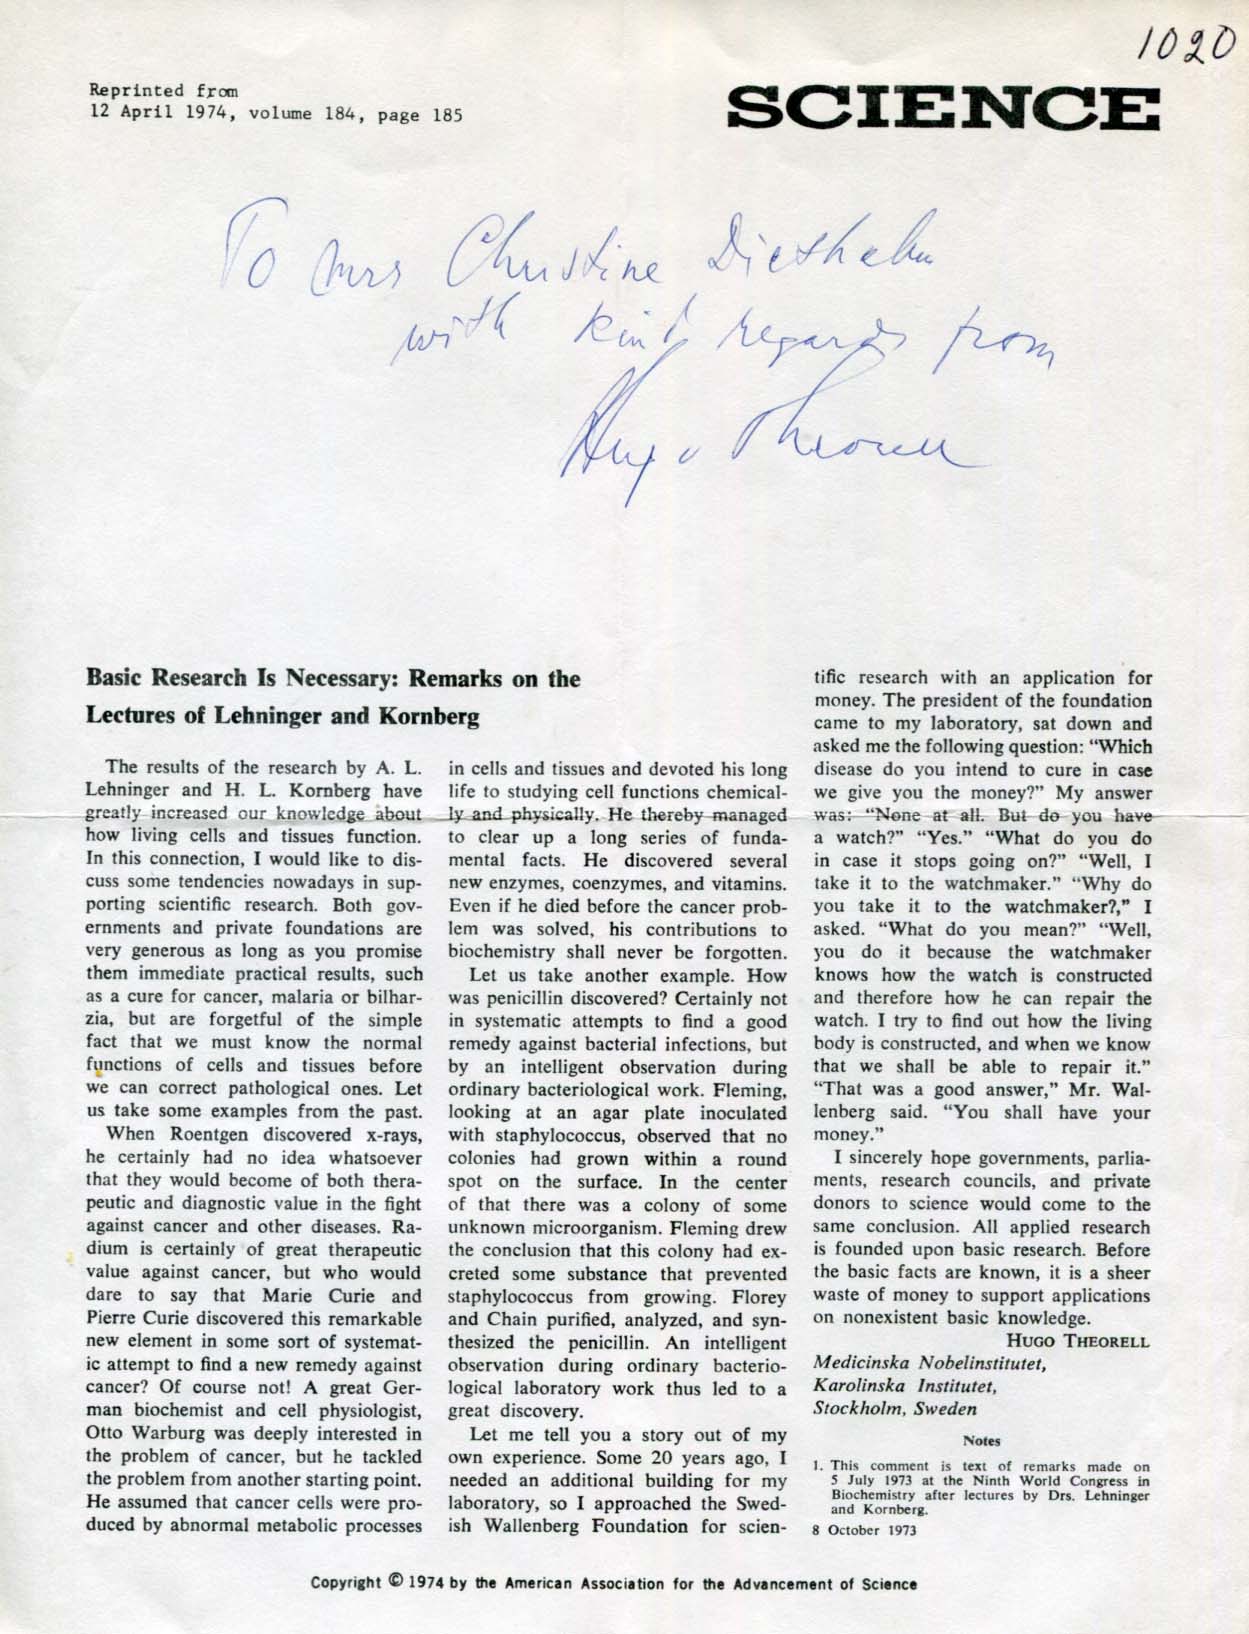 1020
Reprinted from
12 April 1974, volume 184, page 185
SCIENCE
To Mrs Christine
with kind regards from
Hugo Theorell
Basic Research Is Necessary: Remarks on the
Lectures of Lehninger and Kornberg
The results of the research by A. L.
Lehninger and H. L. Kornberg have
greatly increased our knowledge about
how living cells and tissues function.
In this connection, I would like to dis-
cuss some tendencies nowadays in sup-
porting scientific research. Both gov-
ernments and private foundations are
very generous as long as you promise
them immediate practical results, such
as a cure for cancer, malaria or bilhar-
zia, but are forgetful of the simple
fact that we must know the normal
functions of cells and tissues before
we can correct pathological ones. Let
us take some examples from the past.
When Roentgen discovered x-rays,
he certainly had no idea whatsoever
that they would become of both thera-
peutic and diagnostic value in the fight
against cancer and other diseases. Ra-
dium is certainly of great therapeutic
value against cancer, but who would
dare to say that Marie Curie and
Pierre Curie discovered this remarkable
new element in some sort of systemat-
ic attempt to find a new remedy against
cancer? Of course not! A great Ger-
man biochemist and cell physiologist,
Otto Warburg was deeply interested in
the problem of cancer, but he tackled
the problem from another starting point.
He assumed that cancer cells were pro-
duced by abnormal metabolic processes
in cells and tissues and devoted his long
life to studying cell functions chemical-
ly and physically. He thereby managed
to clear up a long series of funda-
mental facts. He discovered several
new enzymes, coenzymes, and vitamins.
Even if he died before the cancer prob-
lem was solved, his contributions to
biochemistry shall never be forgotten.
Let us take another example. How
was penicillin discovered? Certainly not
in systematic attempts to find a good
remedy against bacterial infections, but
by an intelligent observation during
ordinary bacteriological work. Fleming,
looking at an agar plate inoculated
with staphylococcus, observed that no
colonies had grown within a round
spot on the surface. In the center
of that there was a colony of some
unknown microorganism. Fleming drew
the conclusion that this colony had ex-
creted some substance that prevented
staphylococcus from growing. Florey
and Chain purified, analyzed, and syn-
thesized the penicillin. An intelligent
observation during ordinary bacterio-
logical laboratory work thus led to a
great discovery.
Let me tell you a story out of my
own experience. Some 20 years ago, I
needed an additional building for my
laboratory, so I approached the Swed-
ish Wallenberg Foundation for scien-
tific research with an application for
money. The president of the foundation
came to my laboratory, sat down and
asked me the following question: “Which
disease do you intend to cure in case
we give you the money?” My answer
was: “None at all. But do you have
a watch?” “Yes.” “What do you do
in case it stops going on?” “Well, I
take it to the watchmaker.” “Why do
you take it to the watchmaker?,” I
asked. “What do you mean?” “Well,
you do it because the watchmaker
knows how the watch is constructed
and therefore how he can repair the
watch. I try to find out how the living
body is constructed, and when we know
that we shall be able to repair it.”
“That was a good answer,” Mr. Wal-
lenberg said. “You shall have your
money.”
I sincerely hope governments, parlia-
ments, research councils, and private
donors to science would come to the
same conclusion. All applied research
is founded upon basic research. Before
the basic facts are known, it is a sheer
waste of money to support applications
on nonexistent basic knowledge.
HUGO THEORELL
Medicinska Nobelinstitutet,
Karolinska Institutet,
Stockholm, Sweden
Notes
1. This comment is text of remarks made on
5 July 1973 at the Ninth World Congress in
Biochemistry after lectures by Drs. Lehninger
and Kornberg.
8 October 1973
Copyright © 1974 by the American Association for the Advancement of Science